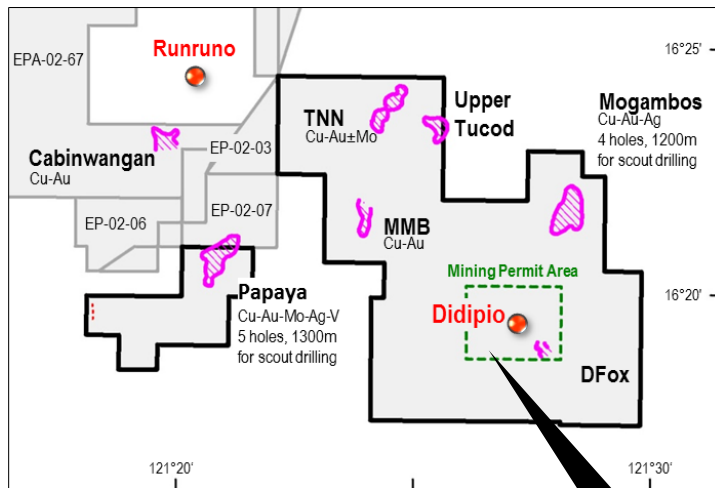 EPA-02-67
Runruno
16°25'
TNN
Cu-Au±Mo
Upper
Tucod
Mogambos
Cu-Au-Ag
4 holes, 1200m
for scout drilling
Cabinwangan
Cu-Au
EP-02-03
EP-02-06
EP-02-07
MMB
Cu-Au
Mining Permit Area
16°20'
Papaya
Cu-Au-Mo-Ag-V
5 holes, 1300m
for scout drilling
Didipio
DFox
121°20'
121°30'